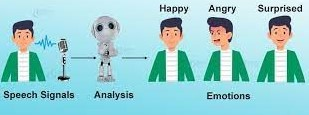 Happy Angry Surprised
Speech Signals Analysis Emotions